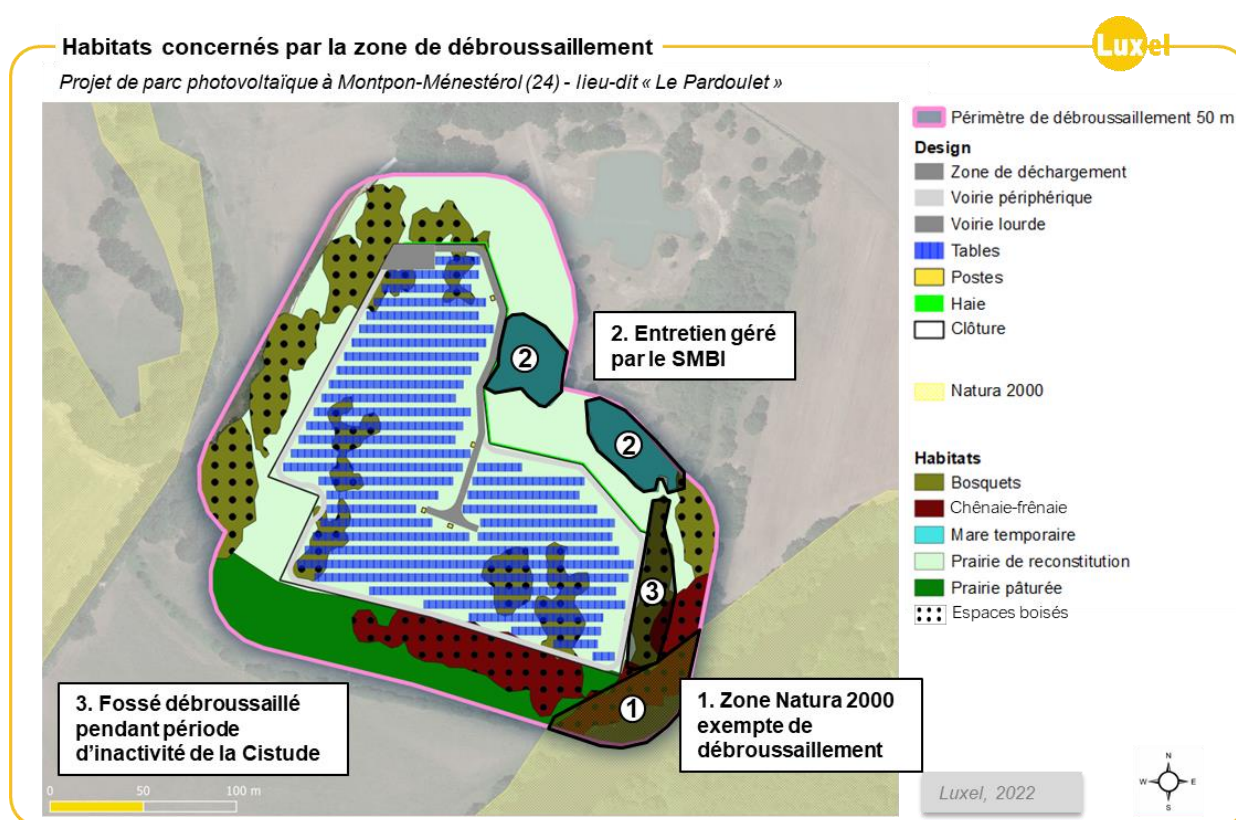 Habitats concernés par la zone de débroussaillement
Luxel
Projet de parc photovoltaïque à Montpon-Ménestérol (24) - lieu-dit « Le Pardoulet »
Périmètre de débroussaillement 50 m
Design
Zone de déchargement
Voirie périphérique
Voirie lourde
Tables
Postes
Haie
Clôture
Natura 2000
Habitats
Bosquets
Chênaie-frênaie
Mare temporaire
Prairie de reconstitution
Prairie pâturée
Espaces boisés
2. Entretien géré
par le SMBI
2
2
3
1
3. Fossé débroussaillé
pendant période
d'inactivité de la Cistude
1. Zone Natura 2000
exempte de
débroussaillement
0 50 100 m
Luxel, 2022
N
W E
S